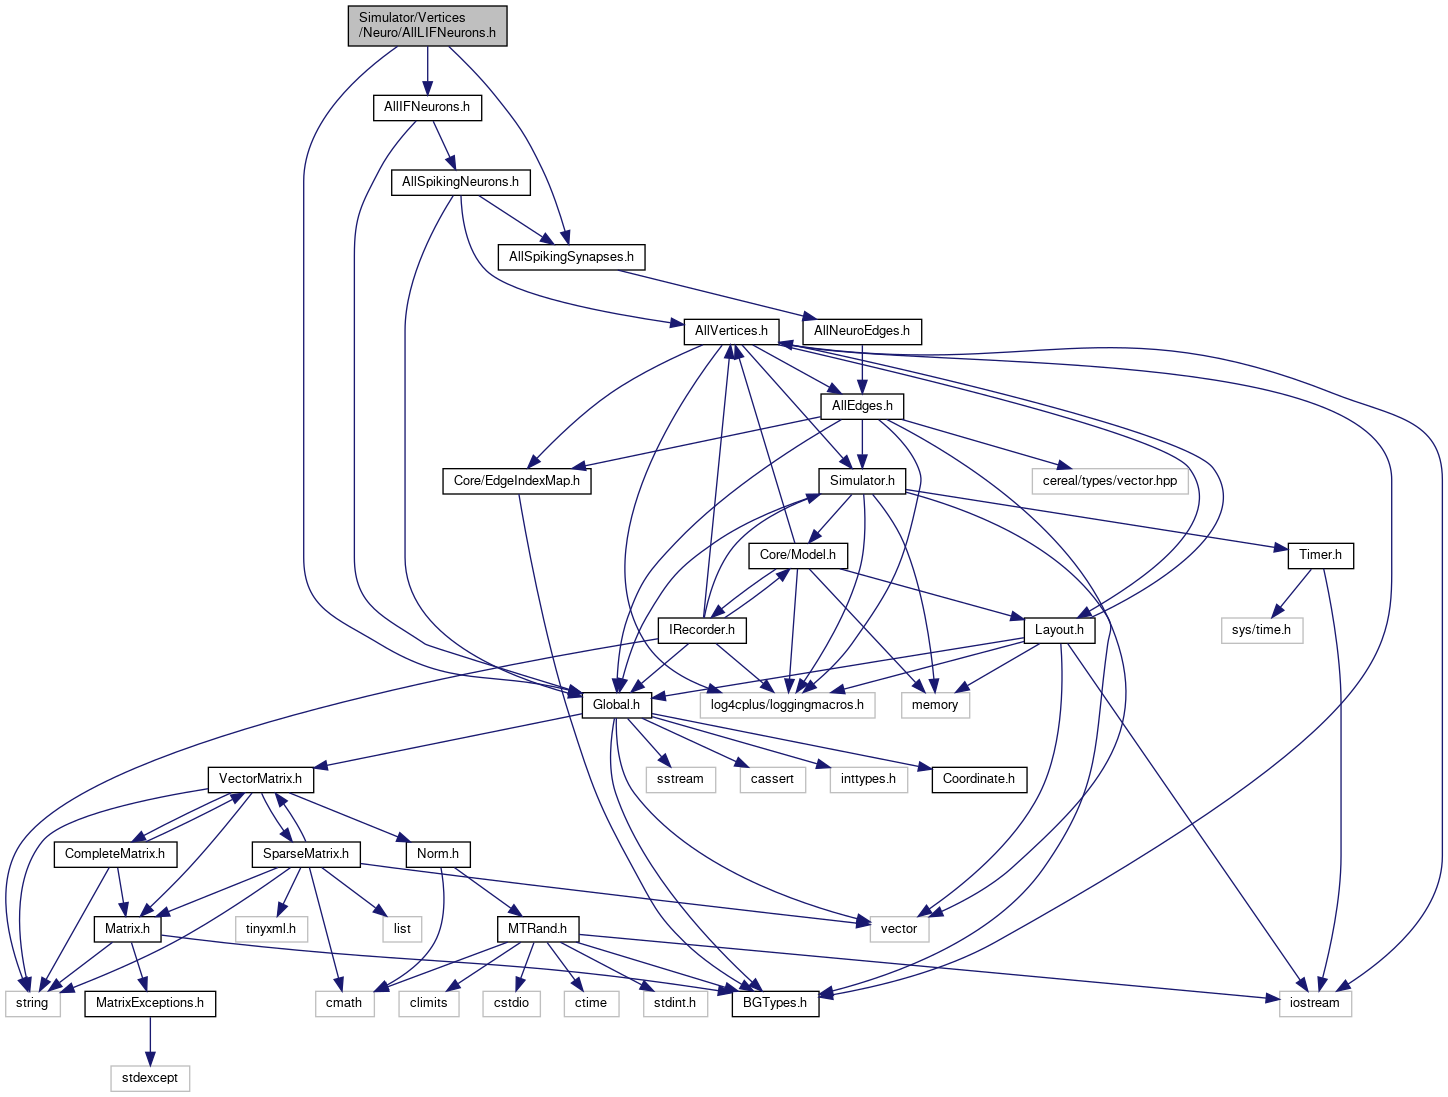 Simulator/Vertices
/Neuro/AllLIFNeurons.h
AllIFNeurons.h
AllSpikingNeurons.h
AllSpikingSynapses.h
AllVertices.h
AllNeuroEdges.h
AllEdges.h
Core/EdgeIndexMap.h
Simulator.h
cereal/types/vector.hpp
Core/Model.h
Timer.h
IRecorder.h
Layout.h
sys/time.h
Global.h
log4cplus/loggingmacros.h
memory
VectorMatrix.h
sstream
cassert
inttypes.h
Coordinate.h
CompleteMatrix.h
SparseMatrix.h
Norm.h
Matrix.h
tinyxml.h
list
MTRand.h
vector
string
MatrixExceptions.h
cmath
climits
cstdio
ctime
stdint.h
BGTypes.h
iostream
stdexcept